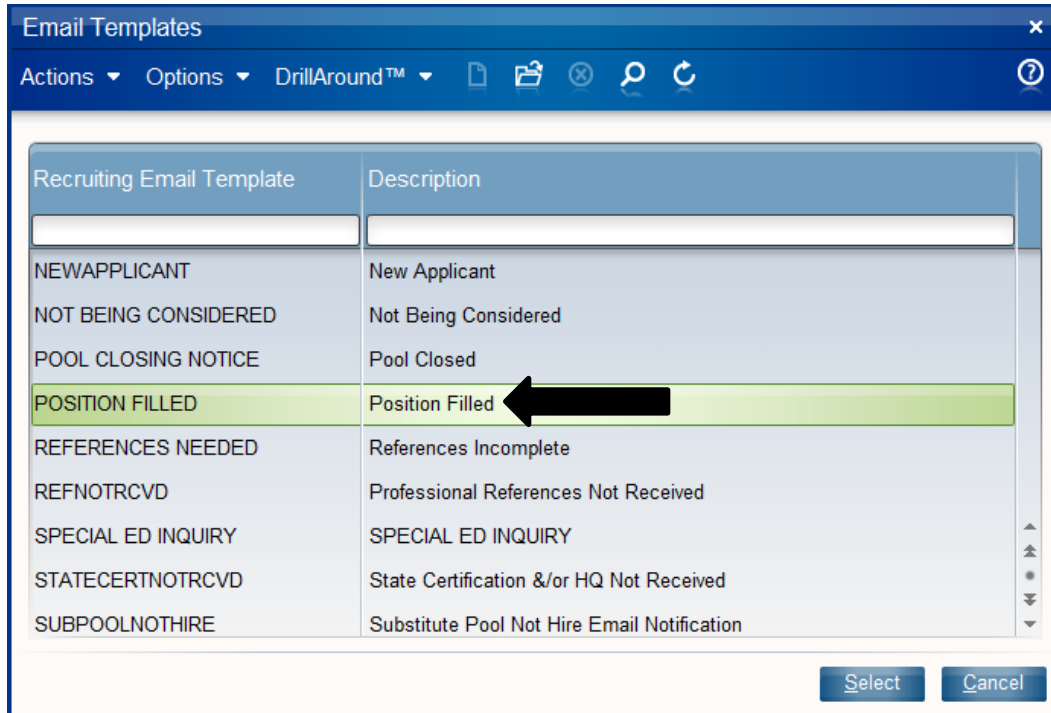 Email Templates
Actions Options DrillAround™
Recruiting Email Template Description
NEWAPPLICANT New Applicant
NOT BEING CONSIDERED Not Being Considered
POOL CLOSING NOTICE Pool Closed
POSITION FILLED Position Filled
REFERENCES NEEDED References Incomplete
REFNOTRCVD Professional References Not Received
SPECIAL ED INQUIRY SPECIAL ED INQUIRY
STATECERTNOTRCVD State Certification &/or HQ Not Received
SUBPOOLNOTHIRE Substitute Pool Not Hire Email Notification
Select Cancel